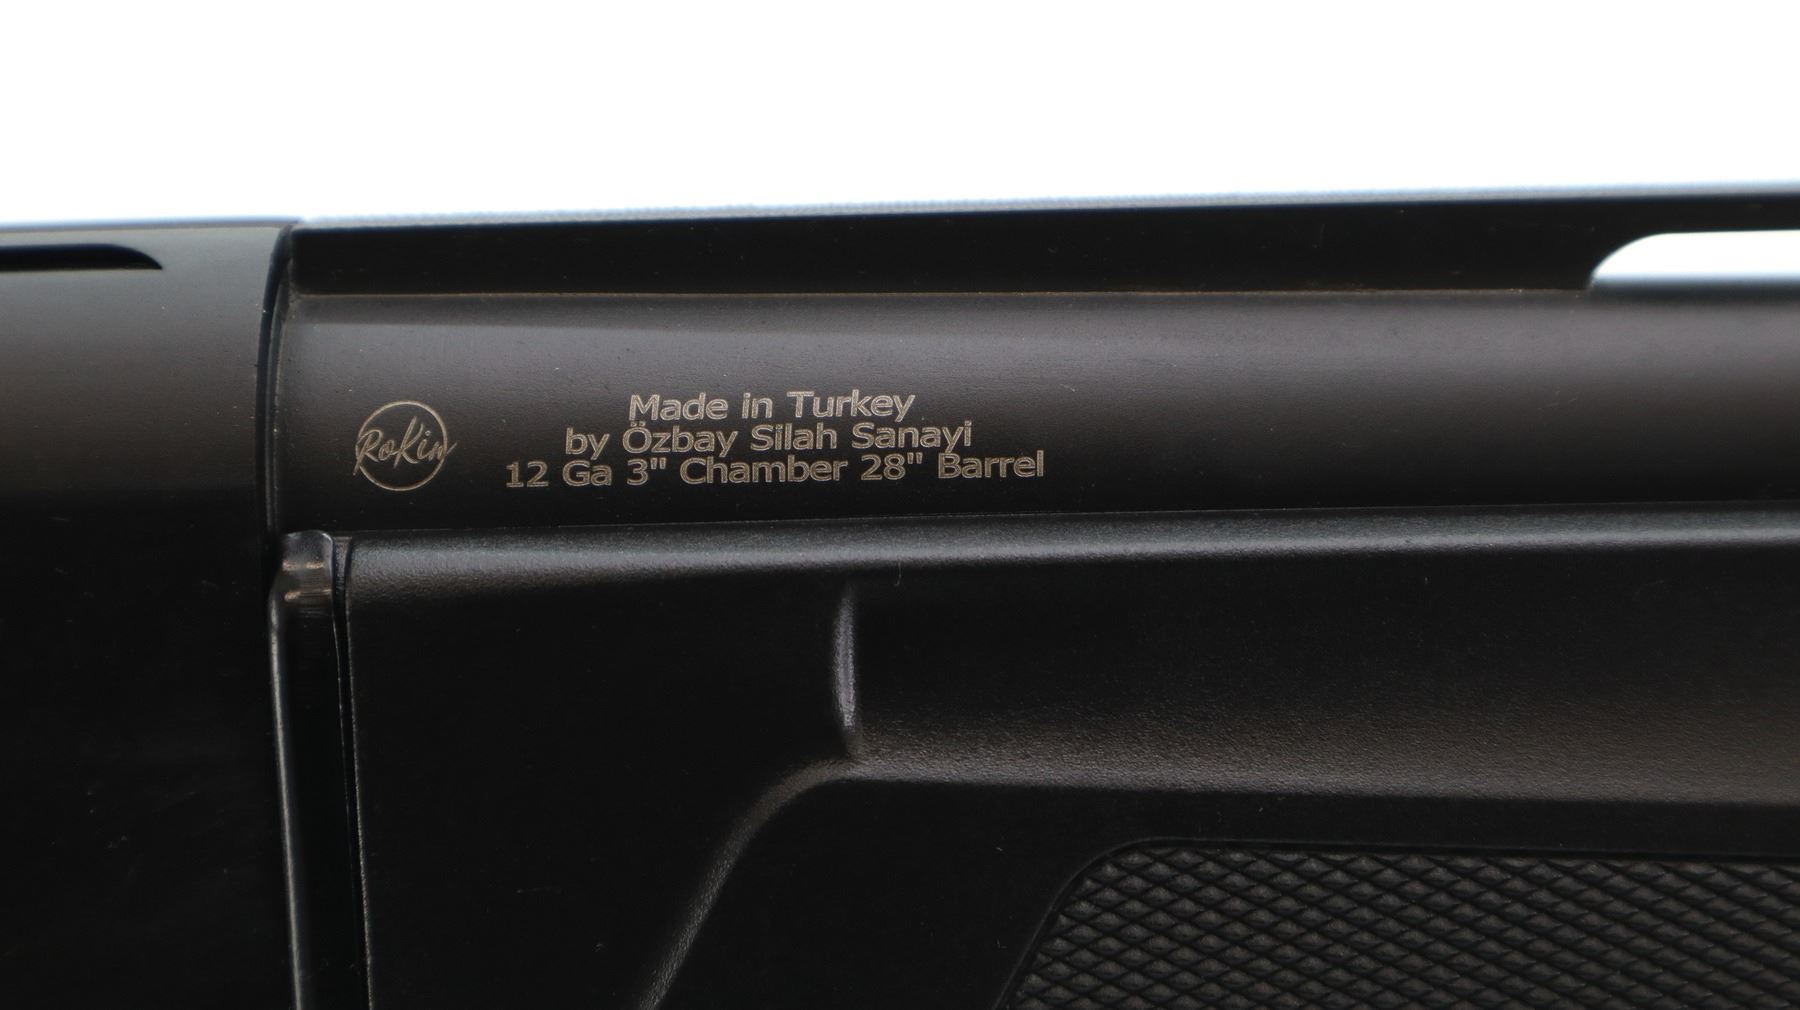 RoKin
Made in Turkey
by Özbay Silah Sanayi
12 Ga 3" Chamber 28" Barrel